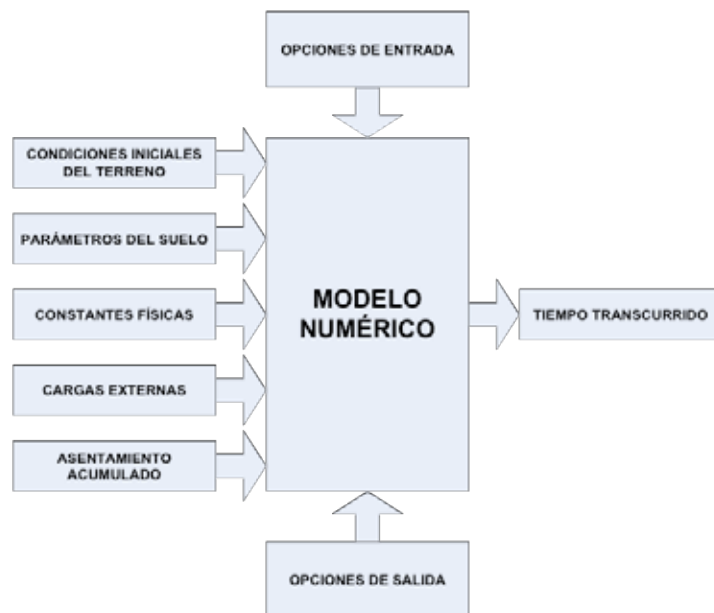 OPCIONES DE ENTRADA
CONDICIONES INICIALES
DEL TERRENO
PARÁMETROS DEL SUELO
CONSTANTES FÍSICAS
CARGAS EXTERNAS
ASENTAMIENTO
ACUMULADO
MODELO
NUMÉRICO
TIEMPO TRANSCURRIDO
OPCIONES DE SALIDA